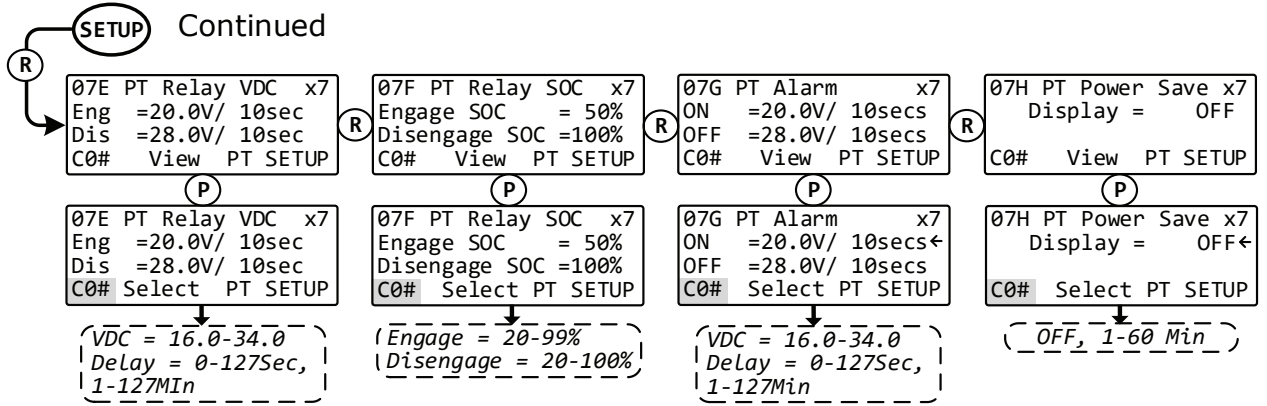 SETUP Continued
R
07E PT Relay VDC x7
Eng =20.0V/ 10sec
Dis =28.0V/ 10sec
C0# View PT SETUP
R
07F PT Relay SOC x7
Engage SOC = 50%
Disengage SOC =100%
C0# View PT SETUP
R
07G PT Alarm x7
ON =20.0V/ 10secs
OFF =28.0V/ 10secs
C0# View PT SETUP
R
07H PT Power Save x7
Display = OFF
C0# View PT SETUP
P
P
P
P
07E PT Relay VDC x7
Eng =20.0V/ 10sec
Dis =28.0V/ 10sec
C0# Select PT SETUP
07F PT Relay SOC x7
Engage SOC = 50%
Disengage SOC =100%
C0# Select PT SETUP
07G PT Alarm x7
ON =20.0V/ 10secs←
OFF =28.0V/ 10secs
C0# Select PT SETUP
07H PT Power Save x7
Display = OFF←
C0# Select PT SETUP
VDC = 16.0-34.0
Delay = 0-127Sec,
1-127MIn
Engage = 20-99%
Disengage = 20-100%
VDC = 16.0-34.0
Delay = 0-127Sec,
1-127Min
OFF, 1-60 Min